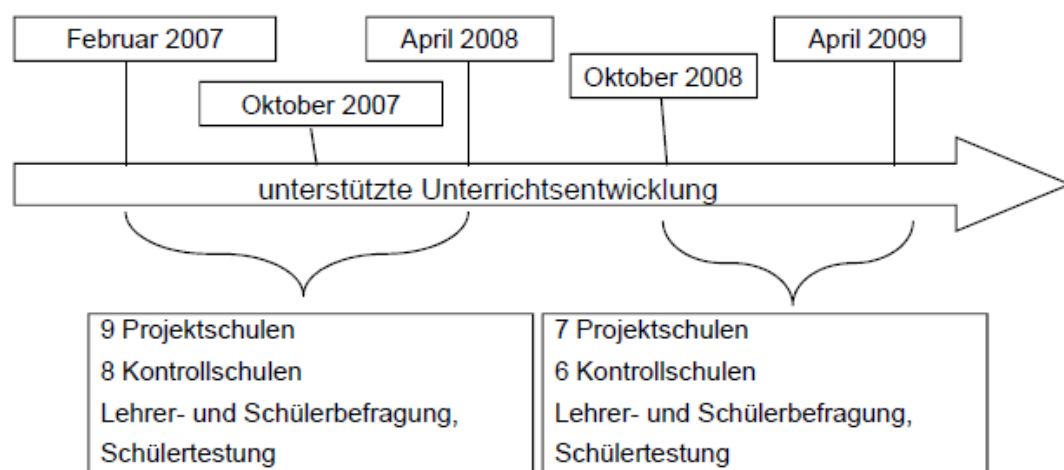 Februar 2007
April 2008
April 2009
Oktober 2007
Oktober 2008
unterstützte Unterrichtsentwicklung
9 Projektschulen
8 Kontrollschulen
Lehrer- und Schülerbefragung,
Schülertestung
7 Projektschulen
6 Kontrollschulen
Lehrer- und Schülerbefragung,
Schülertestung